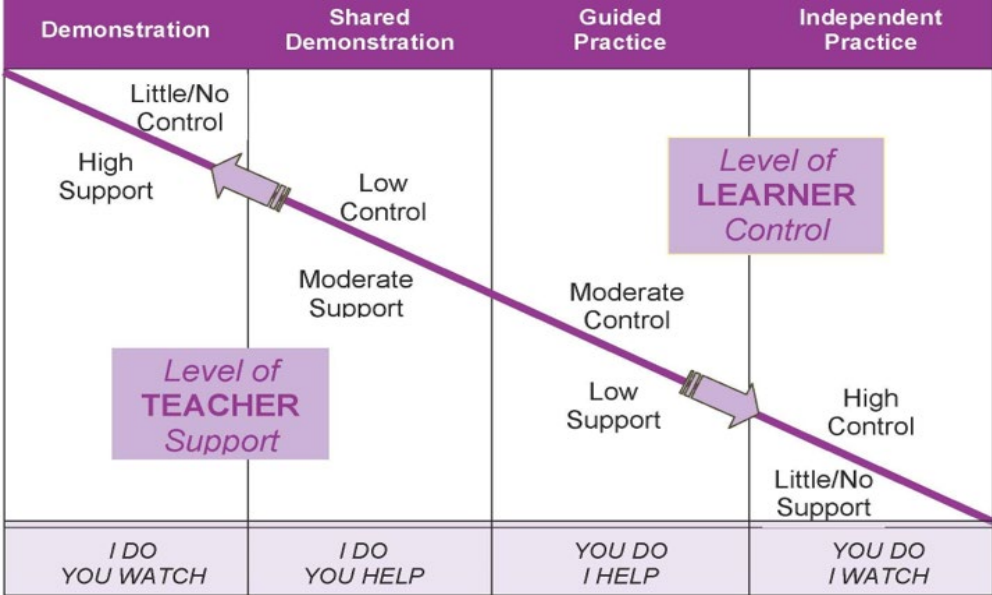 Demonstration
Shared
Demonstration
Guided
Practice
Independent
Practice
Little/No
Control
High
Support
Low
Control
Moderate
Support
Level of
TEACHER
Support
Level of
LEARNER
Control
Moderate
Control
Low
Support
High
Control
Little/No
Support
I DO
YOU WATCH
I DO
YOU HELP
YOU DO
I HELP
YOU DO
I WATCH